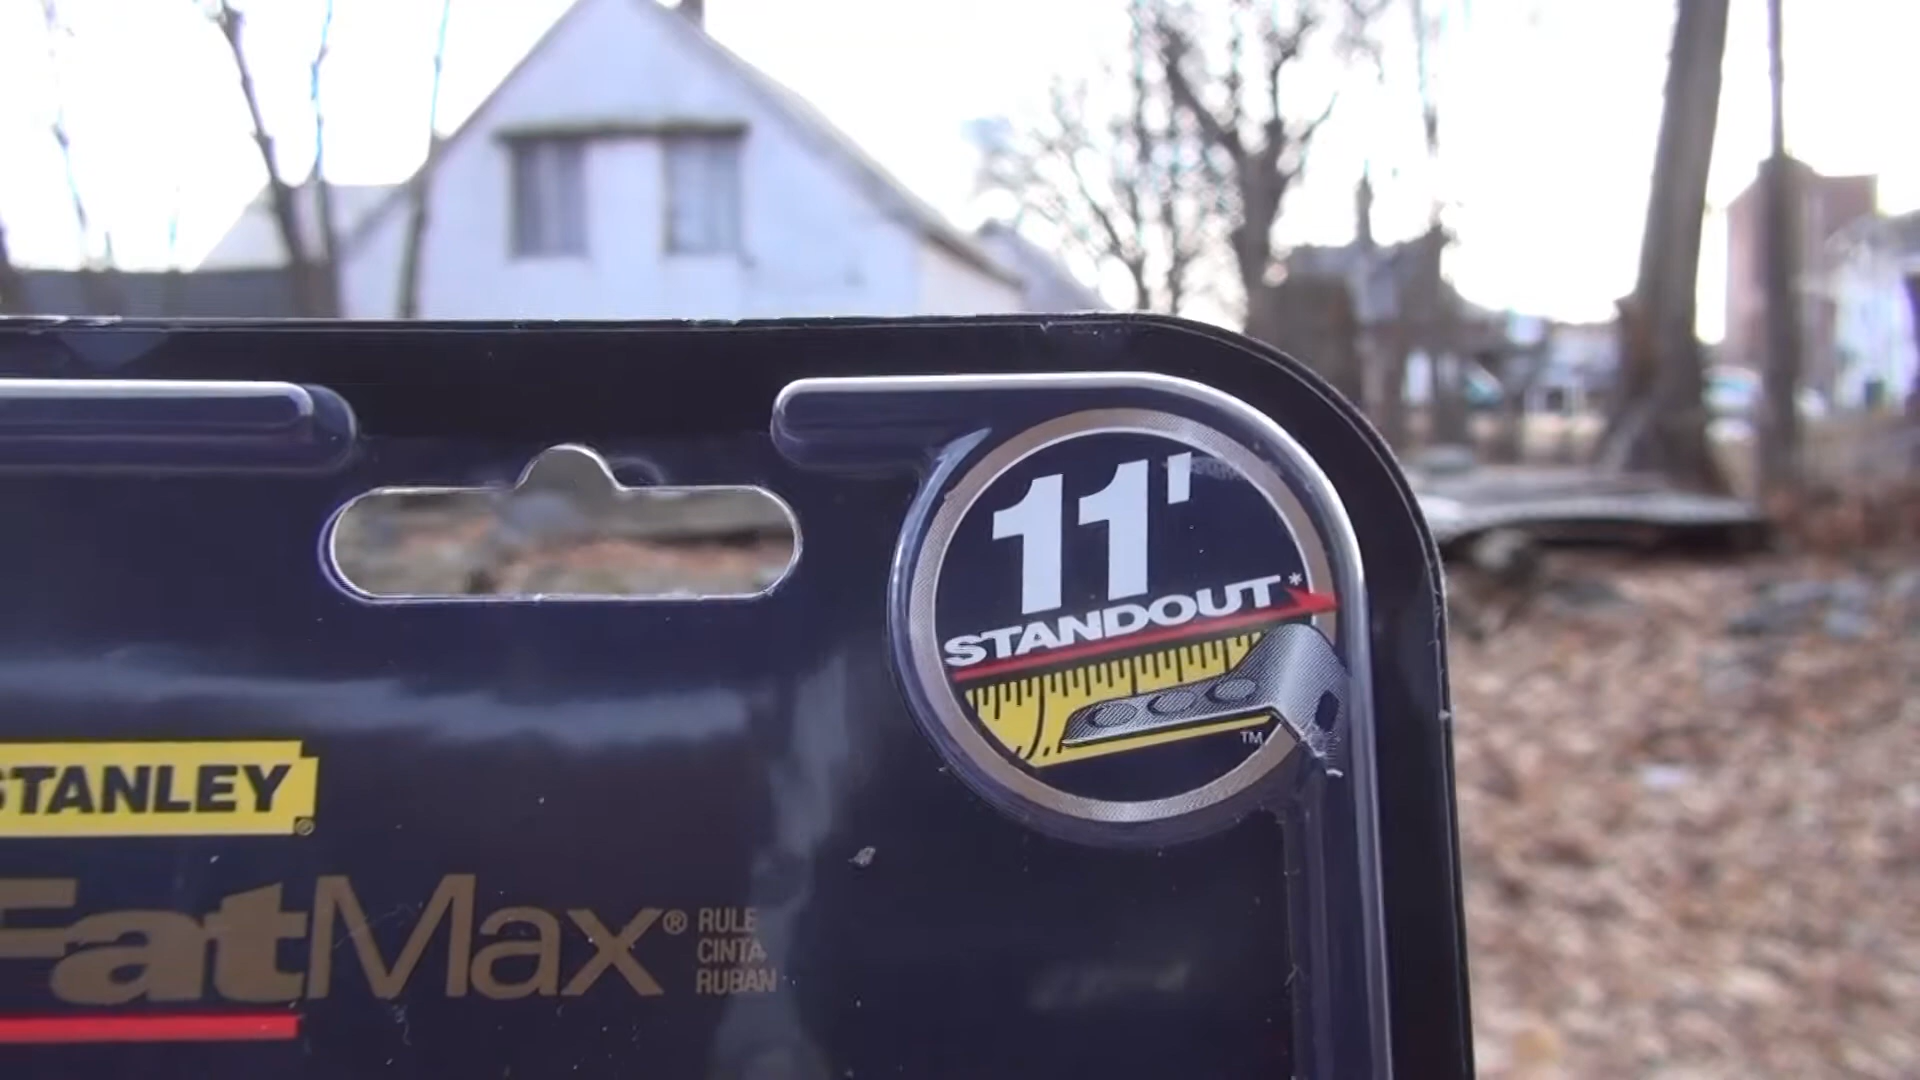 11'
STANDOUT*
TM
STANLEY
FatMax® RULE
CINTA
RUBAN